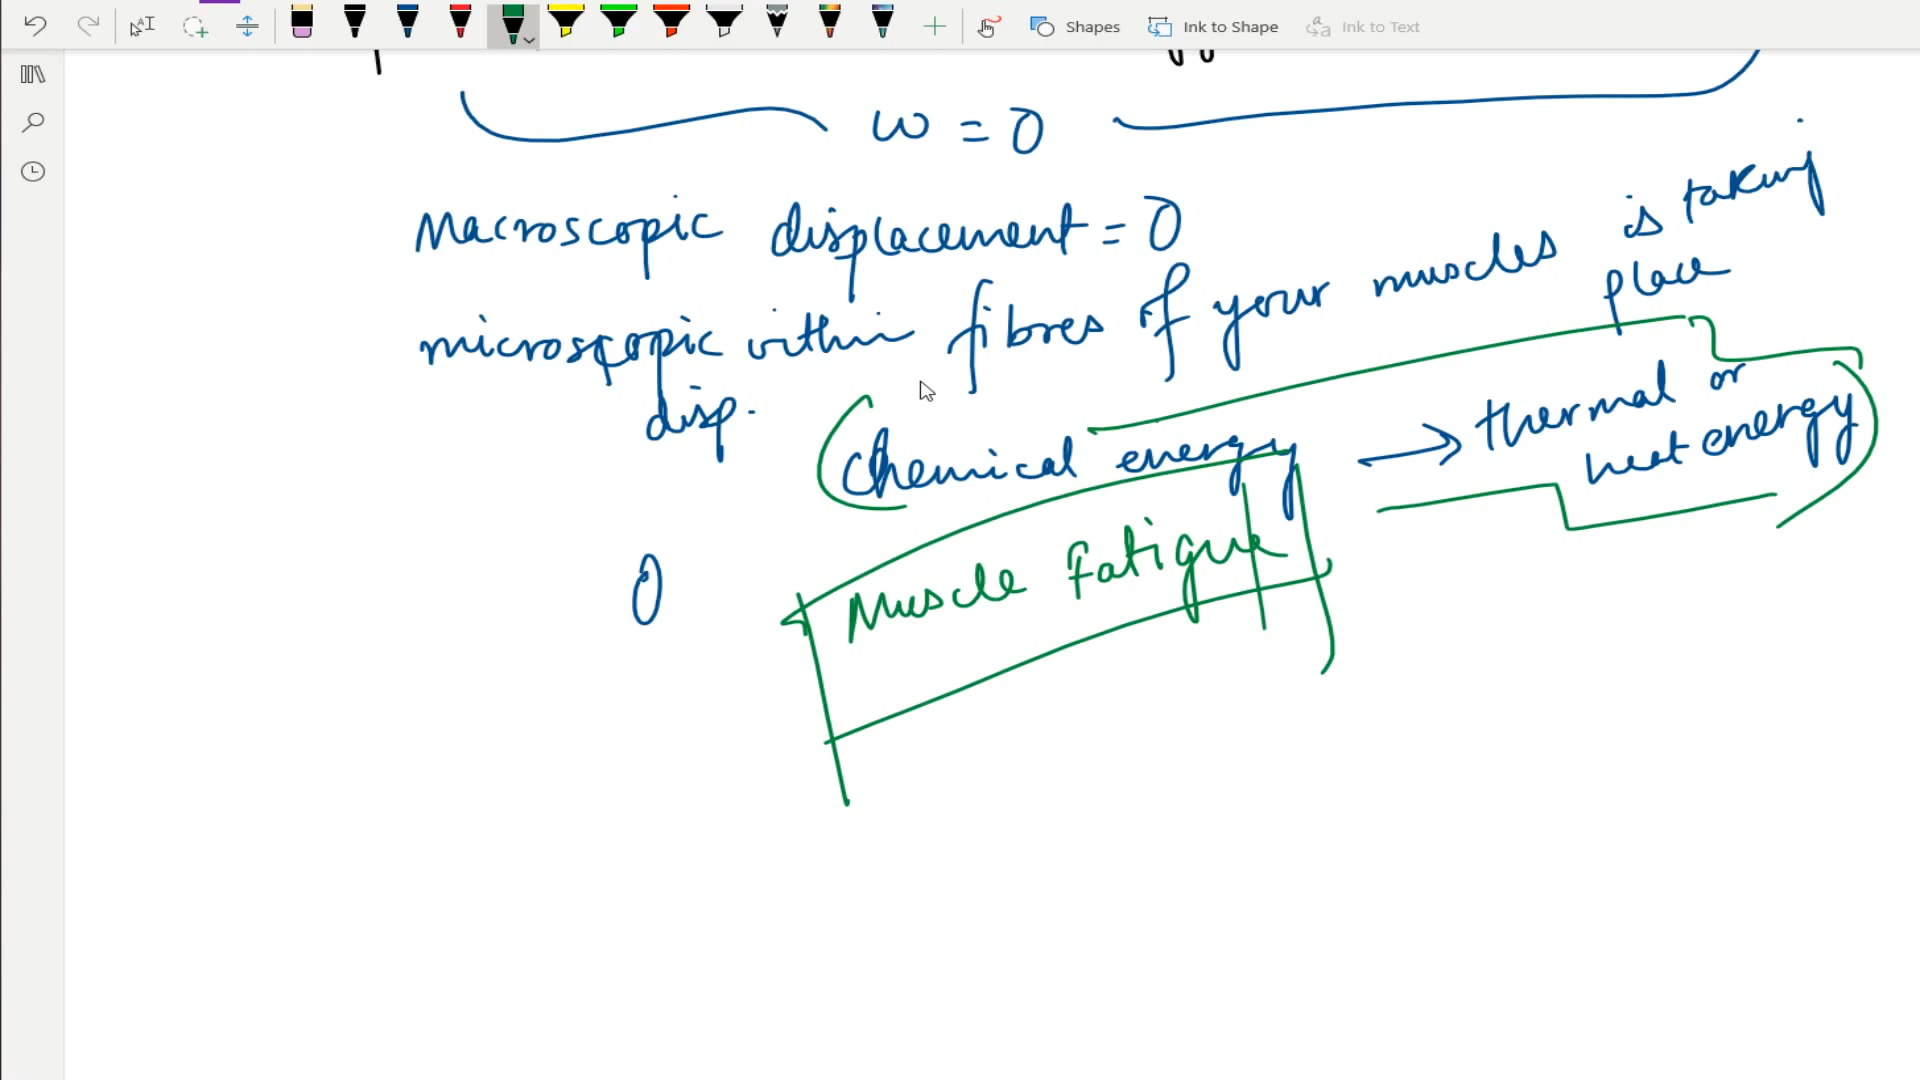 Shapes Ink to Shape Ink to Text
w = 0
Macroscopic displacement = 0
microscopic within fibres of your muscles is taking
place
disp.
Chemical energy → thermal or
heat energy
Muscle fatigue
0